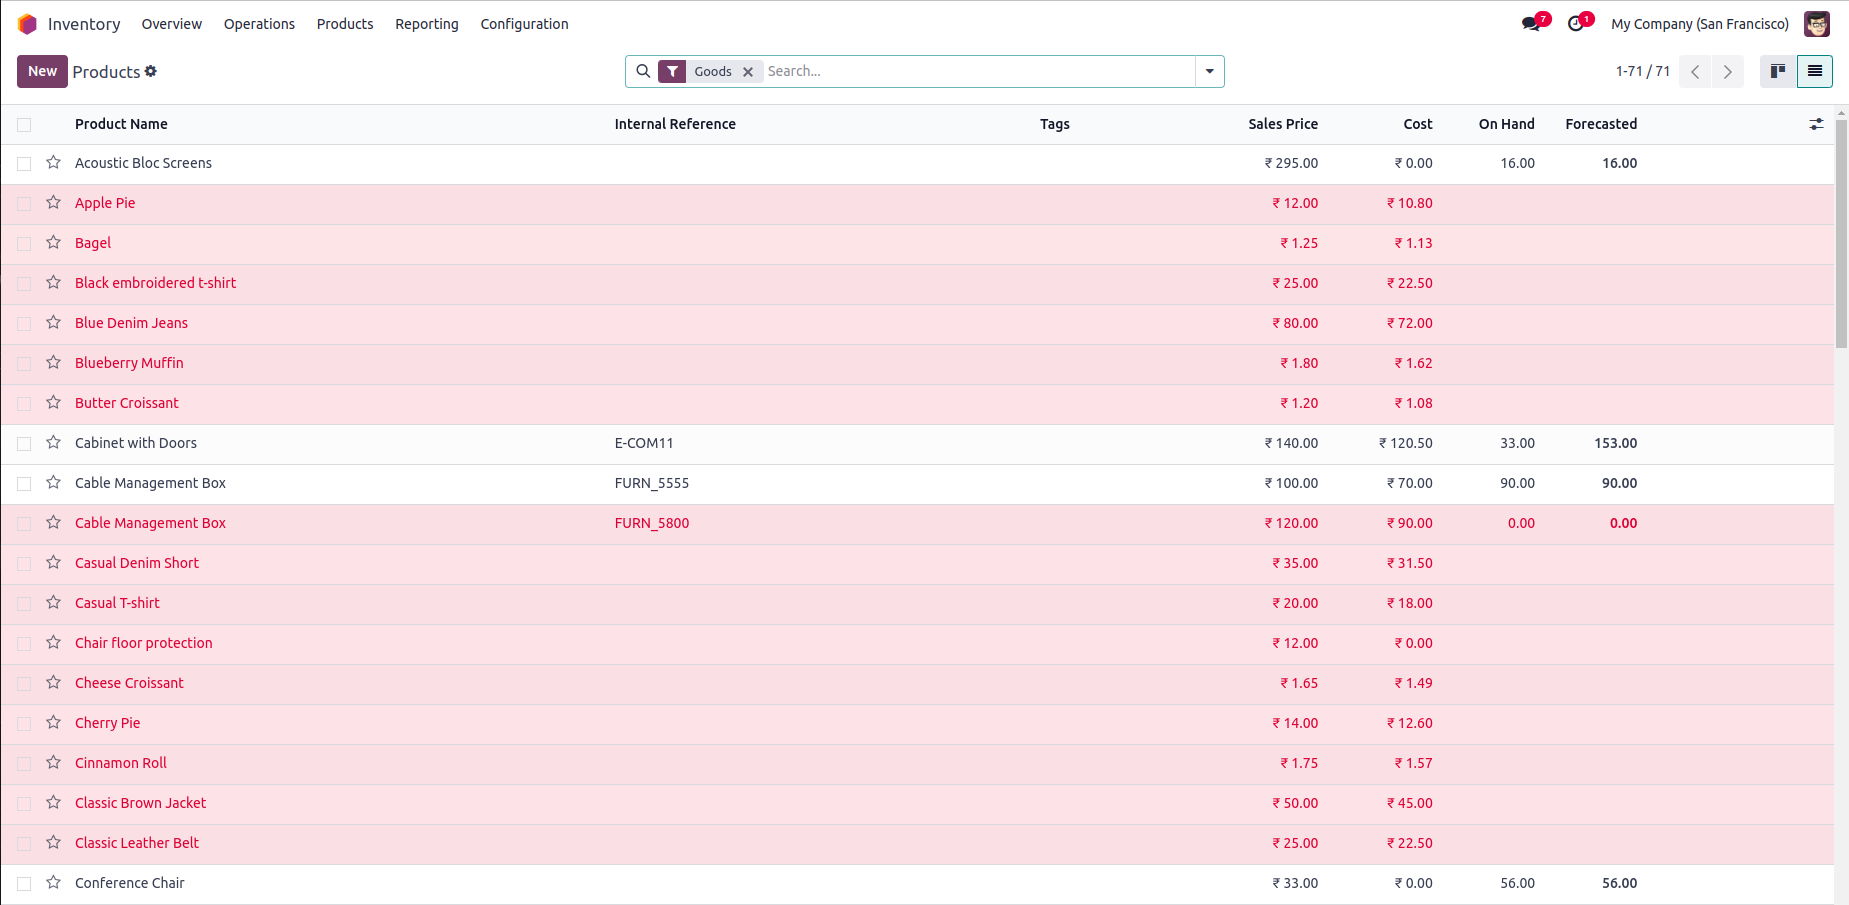 Inventory Overview Operations Products Reporting Configuration 7 1 My Company (San Francisco)
New Products Goods Search... 1-71 / 71
Product Name Internal Reference Tags Sales Price Cost On Hand Forecasted
Acoustic Bloc Screens ₹ 295.00 ₹ 0.00 16.00 16.00
Apple Pie ₹ 12.00 ₹ 10.80
Bagel ₹ 1.25 ₹ 1.13
Black embroidered t-shirt ₹ 25.00 ₹ 22.50
Blue Denim Jeans ₹ 80.00 ₹ 72.00
Blueberry Muffin ₹ 1.80 ₹ 1.62
Butter Croissant ₹ 1.20 ₹ 1.08
Cabinet with Doors E-COM11 ₹ 140.00 ₹ 120.50 33.00 153.00
Cable Management Box FURN_5555 ₹ 100.00 ₹ 70.00 90.00 90.00
Cable Management Box FURN_5800 ₹ 120.00 ₹ 90.00 0.00 0.00
Casual Denim Short ₹ 35.00 ₹ 31.50
Casual T-shirt ₹ 20.00 ₹ 18.00
Chair floor protection ₹ 12.00 ₹ 0.00
Cheese Croissant ₹ 1.65 ₹ 1.49
Cherry Pie ₹ 14.00 ₹ 12.60
Cinnamon Roll ₹ 1.75 ₹ 1.57
Classic Brown Jacket ₹ 50.00 ₹ 45.00
Classic Leather Belt ₹ 25.00 ₹ 22.50
Conference Chair ₹ 33.00 ₹ 0.00 56.00 56.00